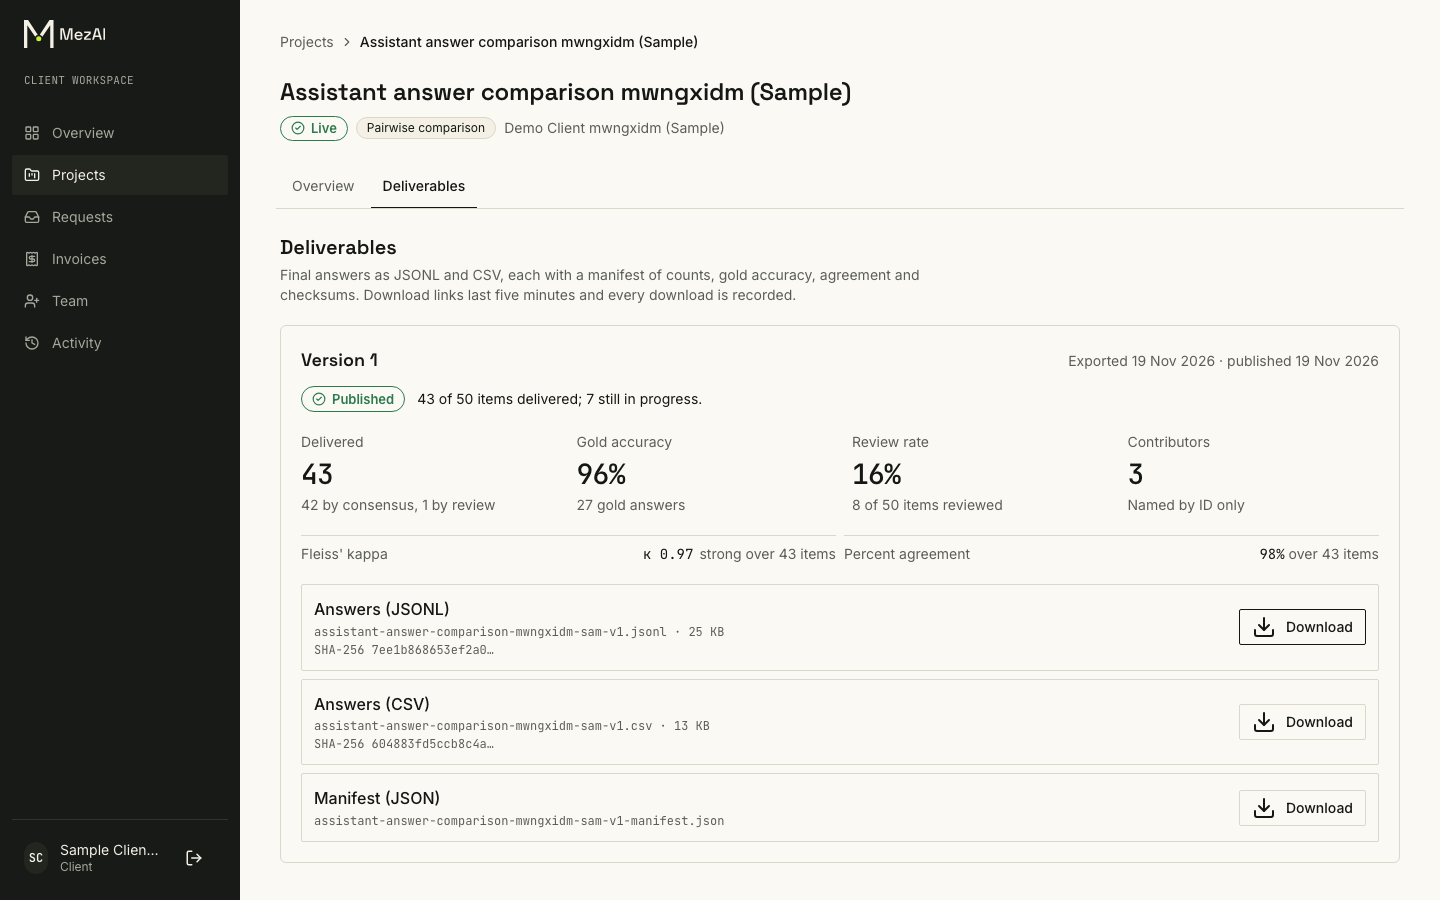 MezAI
CLIENT WORKSPACE
Overview
Projects
Requests
Invoices
Team
Activity
SC
Sample Clien...
Client
Projects > Assistant answer comparison mwngxidm (Sample)
Assistant answer comparison mwngxidm (Sample)
Live Pairwise comparison Demo Client mwngxidm (Sample)
Overview Deliverables
Deliverables
Final answers as JSONL and CSV, each with a manifest of counts, gold accuracy, agreement and
checksums. Download links last five minutes and every download is recorded.
Version 1 Exported 19 Nov 2026 · published 19 Nov 2026
Published 43 of 50 items delivered; 7 still in progress.
Delivered Gold accuracy Review rate Contributors
43 96% 16% 3
42 by consensus, 1 by review 27 gold answers 8 of 50 items reviewed Named by ID only
Fleiss' kappa κ 0.97 strong over 43 items Percent agreement 98% over 43 items
Answers (JSONL)
assistant-answer-comparison-mwngxidm-sam-v1.jsonl · 25 KB
SHA-256 7ee1b868653ef2a0…
Download
Answers (CSV)
assistant-answer-comparison-mwngxidm-sam-v1.csv · 13 KB
SHA-256 604883fd5ccb8c4a…
Download
Manifest (JSON)
assistant-answer-comparison-mwngxidm-sam-v1-manifest.json
Download